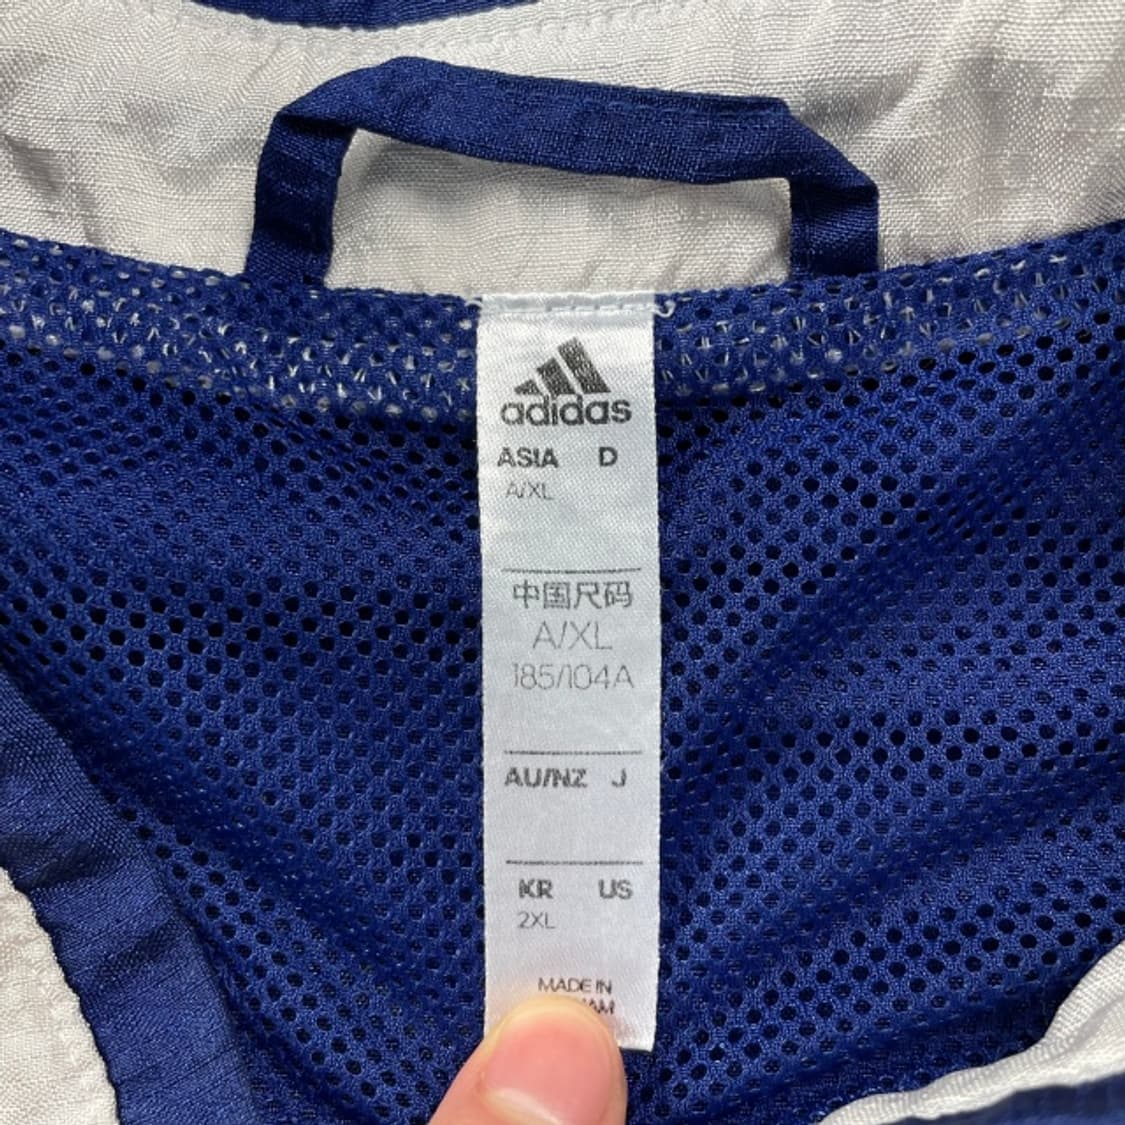 adidas
ASIA D
A/XL
中国尺码
A/XL
185/104A
AU/NZ J
KR US
2XL
MADE IN